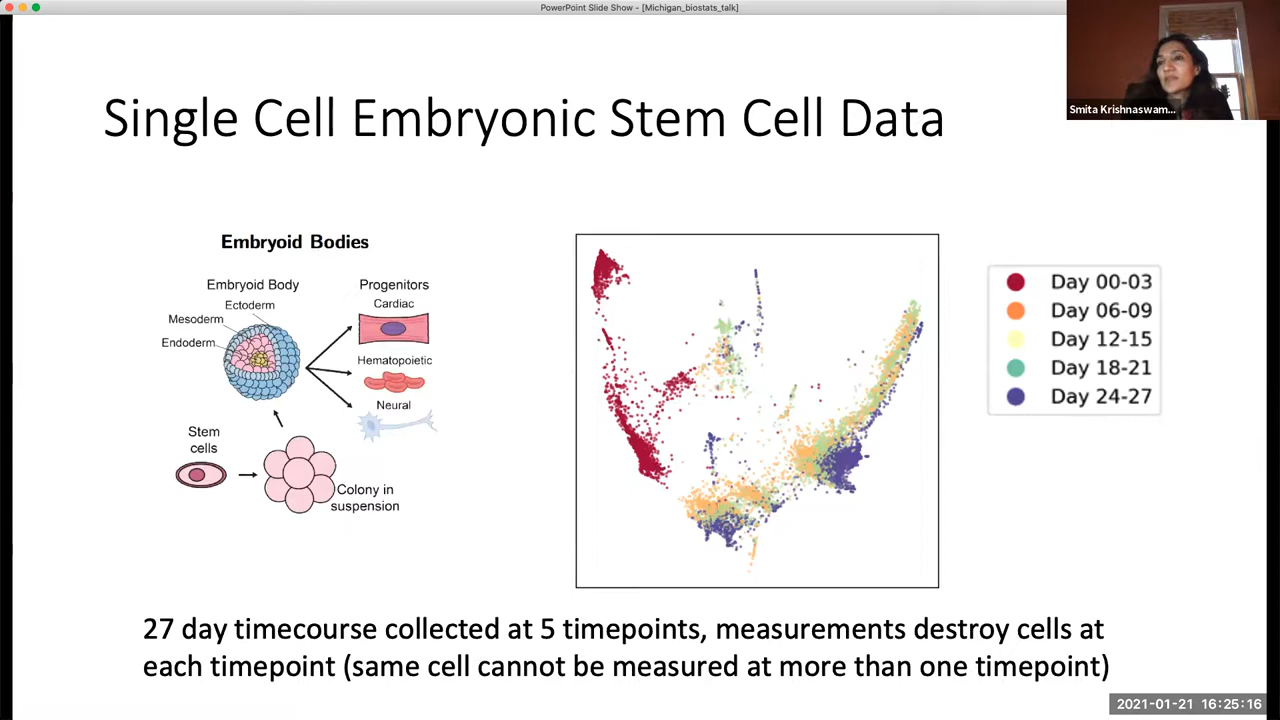 PowerPoint Slide Show - [Michigan_biostats_talk]
Smita Krishnaswam...
Single Cell Embryonic Stem Cell Data
Embryoid Bodies
Embryoid Body
Progenitors
Ectoderm
Cardiac
Mesoderm
Endoderm
Hematopoietic
Neural
Stem
cells
Colony in
suspension
Day 00-03
Day 06-09
Day 12-15
Day 18-21
Day 24-27
27 day timecourse collected at 5 timepoints, measurements destroy cells at
each timepoint (same cell cannot be measured at more than one timepoint)
2021-01-21 16:25:16